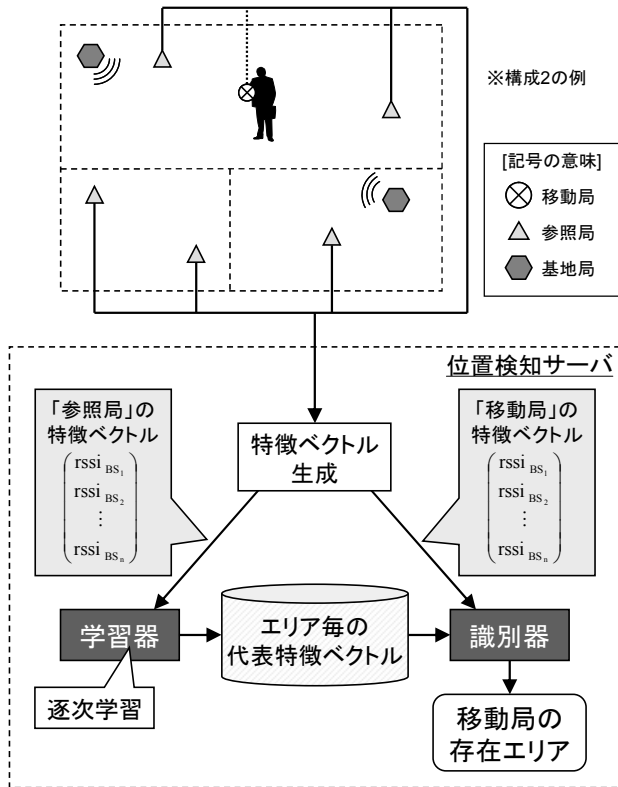 ※構成2の例
[記号の意味]
移動局
参照局
基地局
位置検知サーバ
「参照局」の
特徴ベクトル
rssi BS1
rssi BS2
⋮
rssi BSn
特徴ベクトル
生成
「移動局」の
特徴ベクトル
rssi BS1
rssi BS2
⋮
rssi BSn
学習器
エリア毎の
代表特徴ベクトル
識別器
逐次学習
移動局の
存在エリア